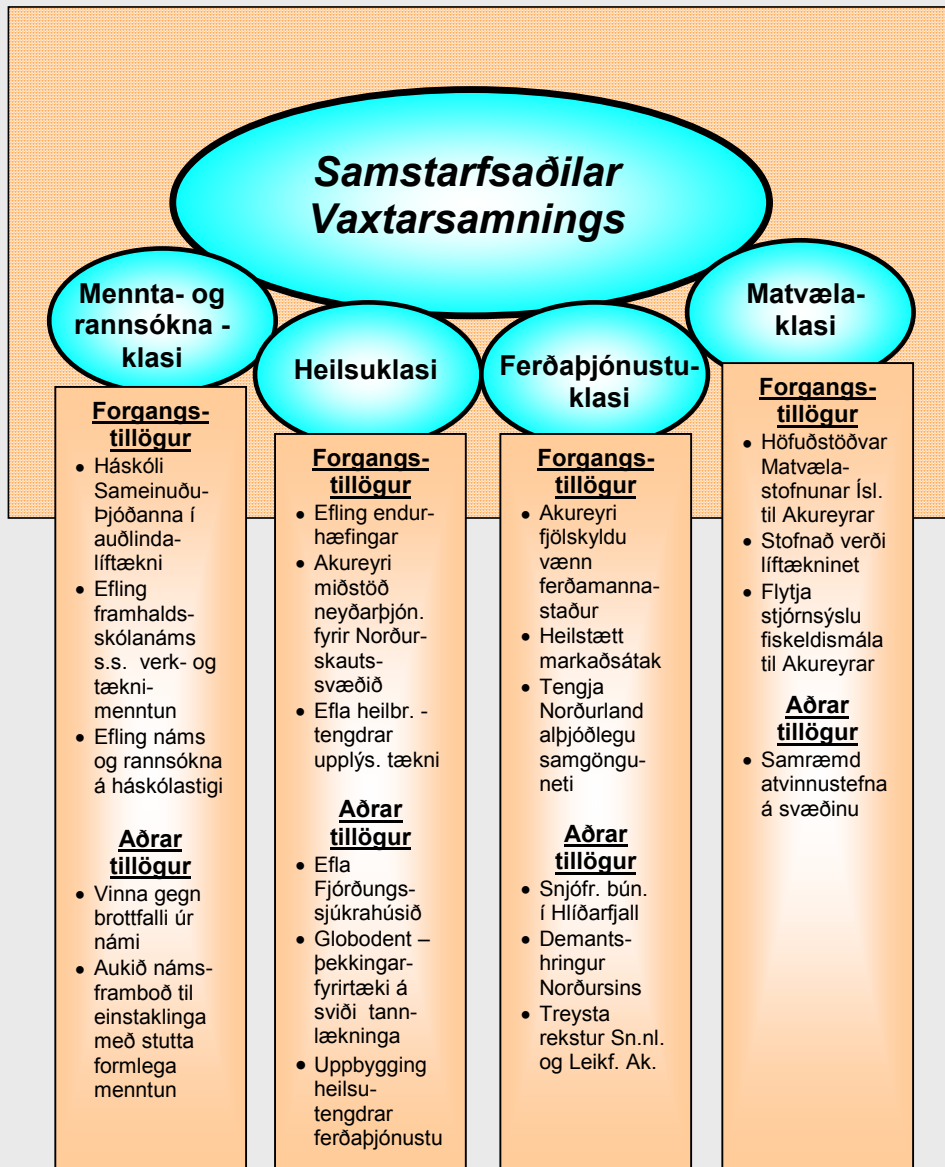 Samstarfsaðilar
Vaxtarsamnings
Mennta- og
rannsókna -
klasi
Forgangs-
tillögur
• Háskóli
Sameinuðu-
Þjóðanna í
auðlinda-
líftækni
• Efling
framhalds-
skólanáms
s.s. verk- og
tækni-
menntun
• Efling náms
og rannsókna
á háskólastigi
Aðrar
tillögur
• Vinna gegn
brottfalli úr
námi
• Aukið náms-
framboð til
einstaklinga
með stutta
formlega
menntun
Heilsuklasi
Forgangs-
tillögur
• Efling endur-
hæfingar
• Akureyri
miðstöð
neyðarþjón.
fyrir Norður-
skauts-
svæðið
• Efla heilbr. -
tengdrar
upplýs. tækni
Aðrar
tillögur
• Efla
Fjórðungs-
sjúkrahúsið
• Globodent –
þekkingar-
fyrirtæki á
sviði tann-
lækninga
• Uppbygging
heilsu-
tengdrar
ferðaþjónustu
Ferðaþjónustu-
klasi
Forgangs-
tillögur
• Akureyri
fjölskyldu
vænn
ferðamanna-
staður
• Heilstætt
markaðsátak
• Tengja
Norðurland
alþjóðlegu
samgöngu-
neti
Aðrar
tillögur
• Snjófr. bún.
í Hlíðarfjall
• Demants-
hringur
Norðursins
• Treysta
rekstur Sn.nl.
og Leikf. Ak.
Matvæla-
klasi
Forgangs-
tillögur
• Höfuðstöðvar
Matvæla-
stofnunar Ísl.
til Akureyrar
• Stofnað verði
líftækninet
• Flytja
stjórnsýslu
fiskeldismála
til Akureyrar
Aðrar
tillögur
• Samræmd
atvinnustefna
á svæðinu